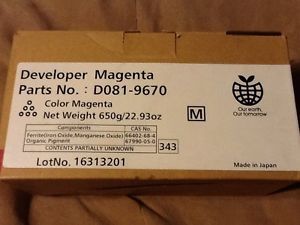 Developer Magenta
Parts No. : D081-9670
Color Magenta
Net Weight 650g/22.93oz
M
Our earth,
Our tomorrow
Components CAS No.
Ferrite(Iron Oxide,Manganese Oxide) 66402-68-4
Organic Pigment 67990-05-0
CONTENTS PARTIALLY UNKNOWN
343
LotNo. 16313201
Made in Japan